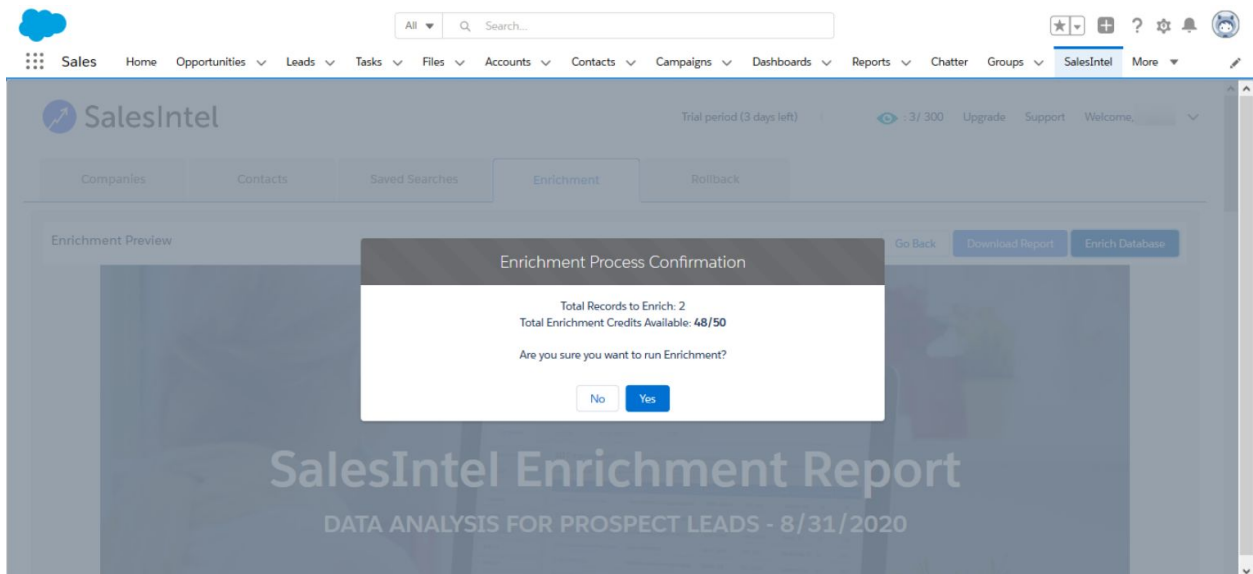 All Search...
Sales Home Opportunities Leads Tasks Files Accounts Contacts Campaigns Dashboards Reports Chatter Groups SalesIntel More
SalesIntel Trial period (3 days left) : 3/ 300 Upgrade Support Welcome,
Companies Contacts Saved Searches Enrichment Rollback
Enrichment Preview Go Back Download Report Enrich Database
Enrichment Process Confirmation
Total Records to Enrich: 2
Total Enrichment Credits Available: 48/50
Are you sure you want to run Enrichment?
No Yes
SalesIntel Enrichment Report
DATA ANALYSIS FOR PROSPECT LEADS - 8/31/2020